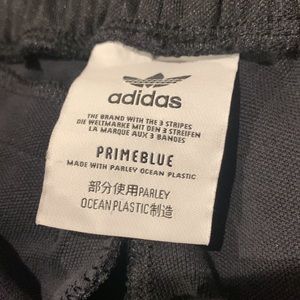 adidas
THE BRAND WITH THE 3 STRIPES
DIE WELTMARKE MIT DEN 3 STREIFEN
LA MARQUE AUX 3 BANDES
PRIMEBLUE
MADE WITH PARLEY OCEAN PLASTIC
部分使用PARLEY
OCEAN PLASTIC制造